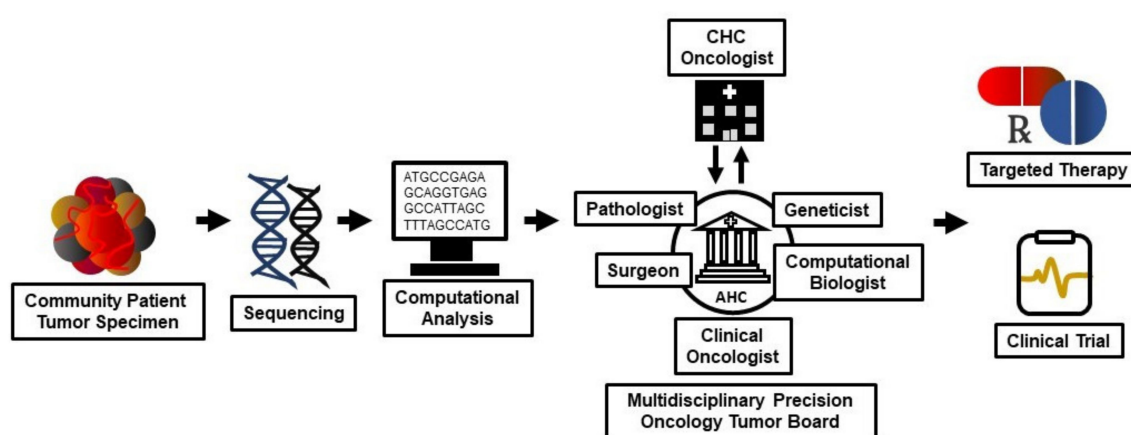 Community Patient
Tumor Specimen
Sequencing
ATGCCGAGA
GCAGGTGAG
GCCATTAGC
TTTAGCCATG
Computational
Analysis
CHC
Oncologist
Pathologist
Geneticist
Surgeon
Computational
Biologist
AHC
Clinical
Oncologist
Multidisciplinary Precision
Oncology Tumor Board
Rx
Targeted Therapy
Clinical Trial